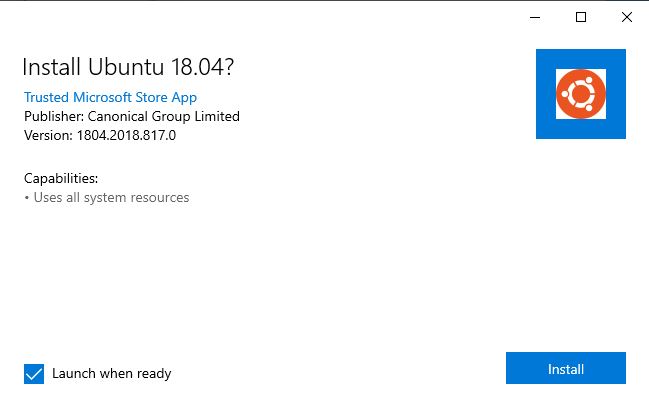 Install Ubuntu 18.04?
Trusted Microsoft Store App
Publisher: Canonical Group Limited
Version: 1804.2018.817.0
Capabilities:
• Uses all system resources
Launch when ready
Install